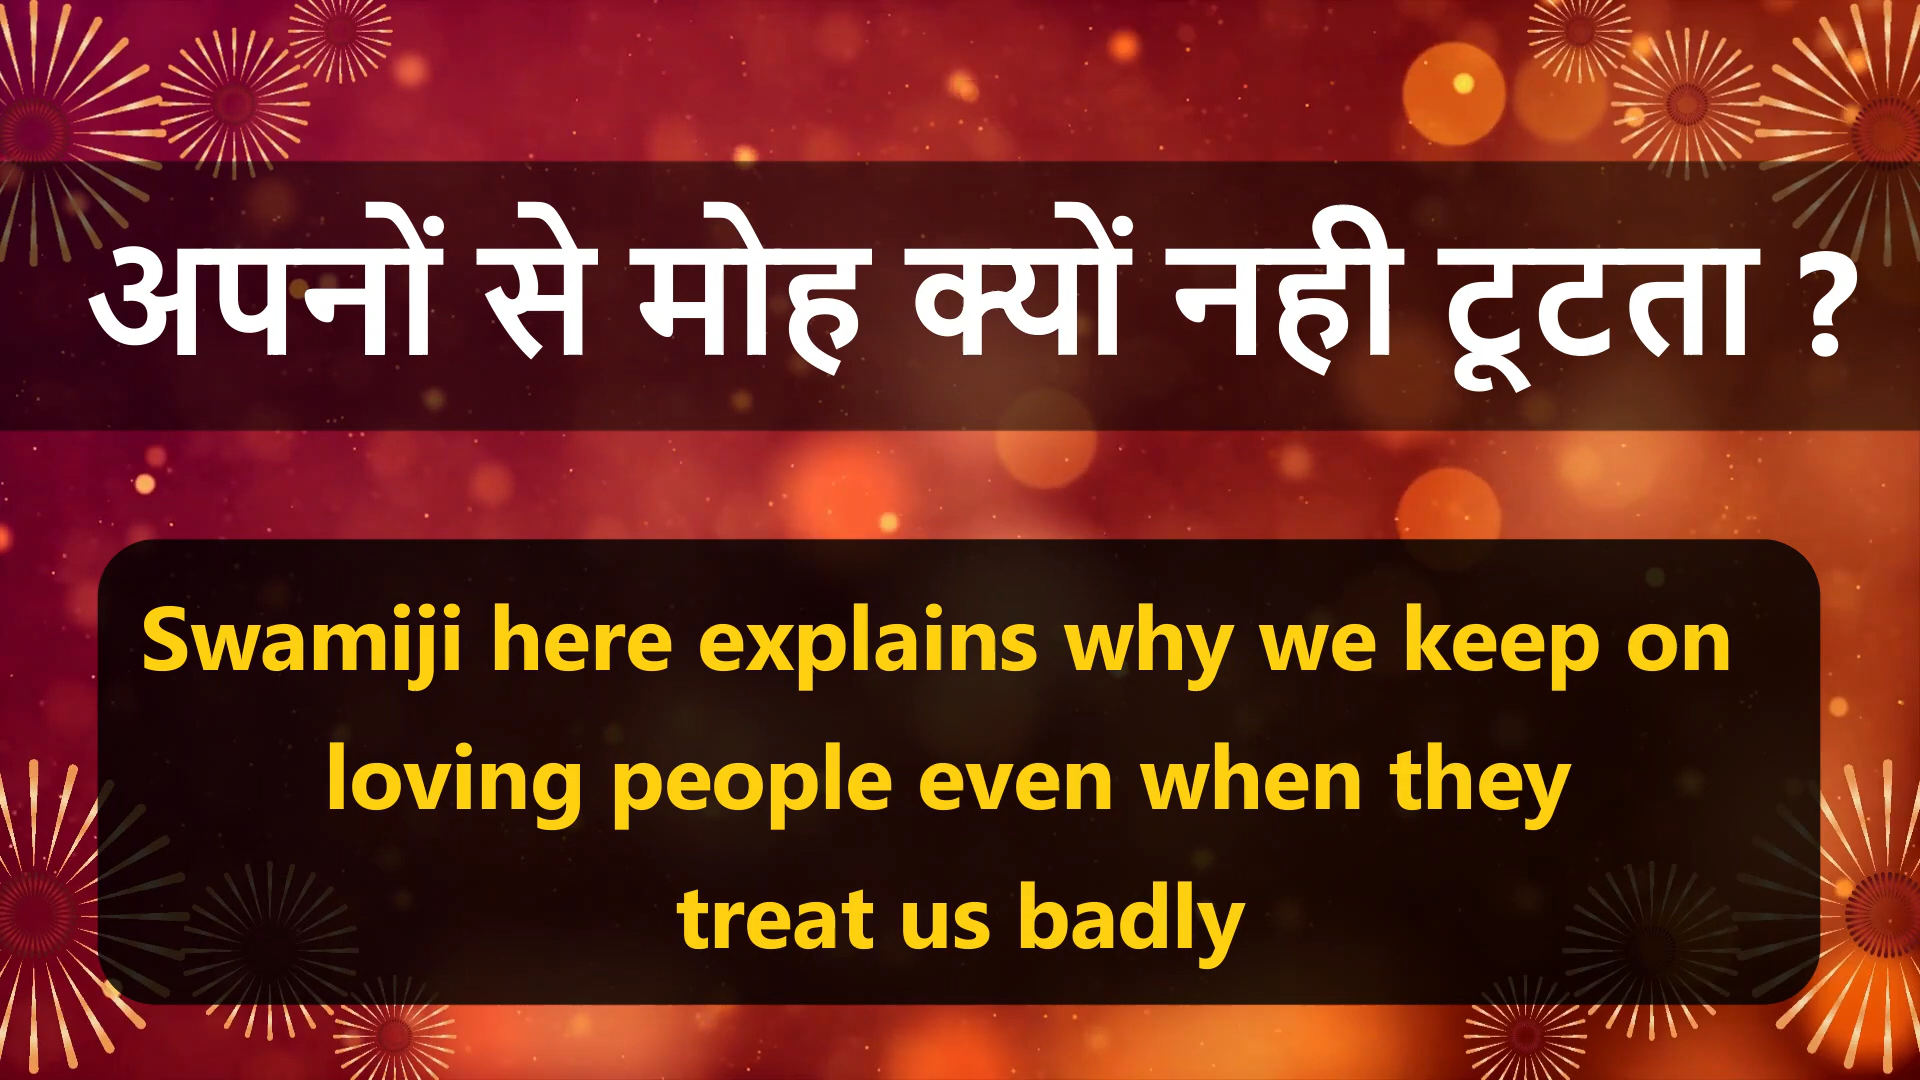 अपनों से मोह क्यों नही टूटता ?
Swamiji here explains why we keep on
loving people even when they
treat us badly